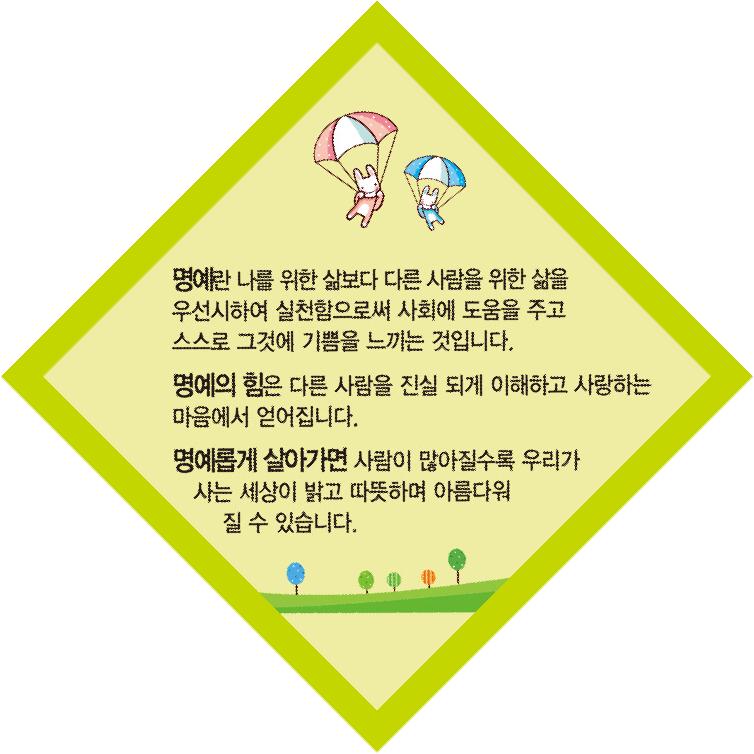 명예란 나를 위한 삶보다 다른 사람을 위한 삶을
우선시하여 실천함으로써 사회에 도움을 주고
스스로 그것에 기쁨을 느끼는 것입니다.
명예의 힘은 다른 사람을 진실 되게 이해하고 사랑하는
마음에서 얻어집니다.
명예롭게 살아가면 사람이 많아질수록 우리가
사는 세상이 밝고 따뜻하며 아름다워
질 수 있습니다.